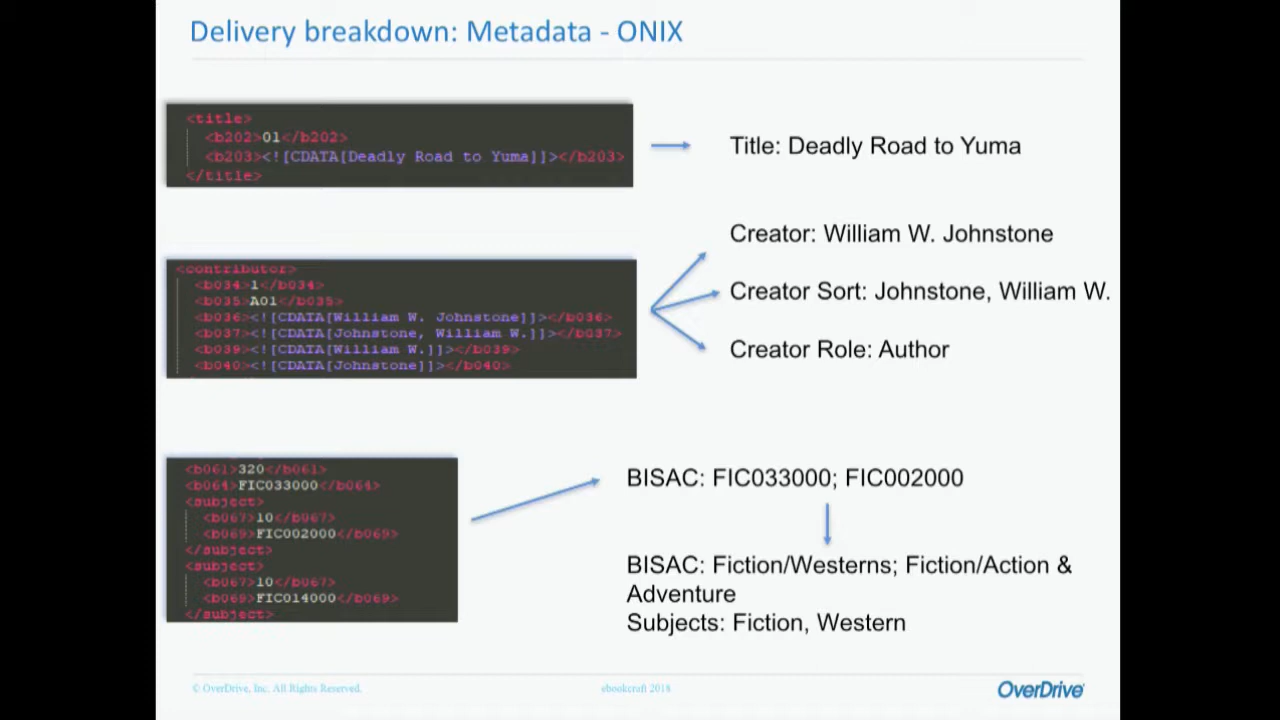 Delivery breakdown: Metadata - ONIX
<title>
<b202>01</b202>
<b203><![CDATA[Deadly Road to Yuma]]></b203>
</title>
Title: Deadly Road to Yuma
<contributor>
<b034>1</b034>
<b035>A01</b035>
<b036><![CDATA[William W. Johnstone]]></b036>
<b037><![CDATA[Johnstone, William W.]]></b037>
<b039><![CDATA[William W.]]></b039>
<b040><![CDATA[Johnstone]]></b040>
Creator: William W. Johnstone
Creator Sort: Johnstone, William W.
Creator Role: Author
<b061>320</b061>
<b064>FIC033000</b064>
<subject>
<b067>10</b067>
<b069>FIC002000</b069>
</subject>
<subject>
<b067>10</b067>
<b069>FIC014000</b069>
</subject>
BISAC: FIC033000; FIC002000
BISAC: Fiction/Westerns; Fiction/Action &
Adventure
Subjects: Fiction, Western
© OverDrive, Inc. All Rights Reserved.
ebookcraft 2018
OverDrive